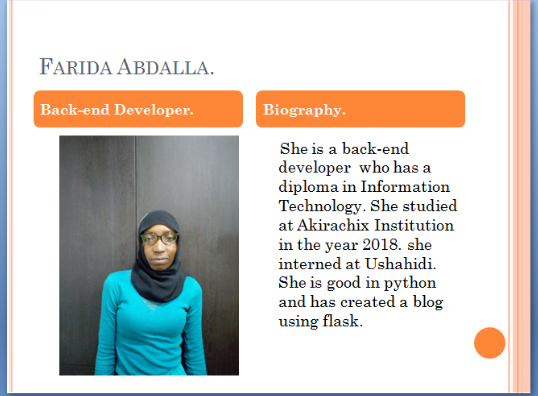 FARIDA ABDALLA.
Back-end Developer.
Biography.
She is a back-end
developer who has a
diploma in Information
Technology. She studied
at Akirachix Institution
in the year 2018. she
interned at Ushahidi.
She is good in python
and has created a blog
using flask.